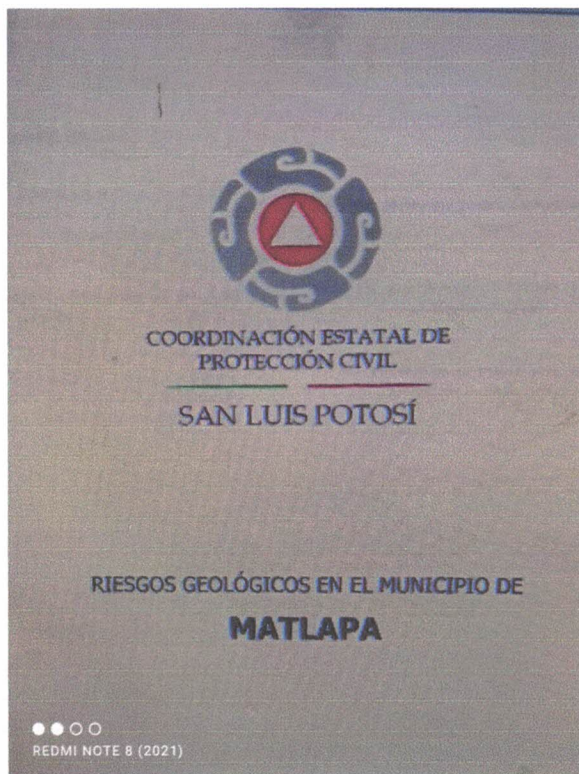 COORDINACIÓN ESTATAL DE
PROTECCIÓN CIVIL
SAN LUIS POTOSÍ
RIESGOS GEOLÓGICOS EN EL MUNICIPIO DE
MATLAPA
REDMI NOTE 8 (2021)